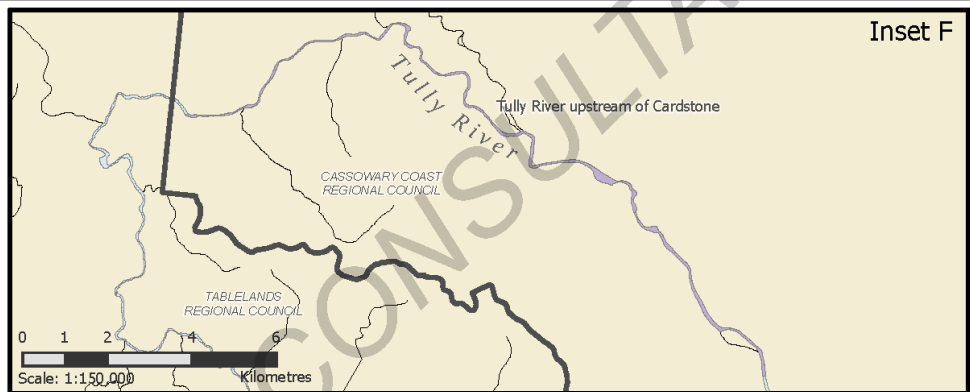 Inset F
Tully River
Tully River upstream of Cardstone
CASSOWARY COAST
REGIONAL COUNCIL
TABLELANDS
REGIONAL COUNCIL
0 1 2 4 6
Scale: 1:150,000 Kilometres
CONSULTA